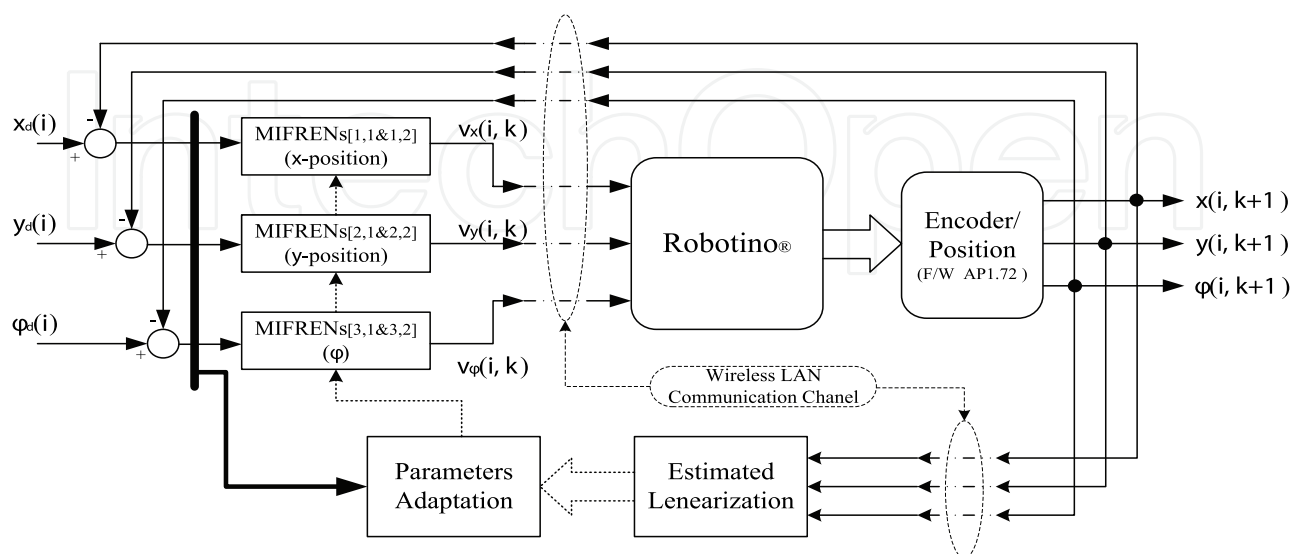 IntechOpen
xd(i)
yd(i)
φd(i)
-
+
-
+
-
+
MIFRENs[1,1&1,2]
(x-position)
MIFRENs[2,1&2,2]
(y-position)
MIFRENs[3,1&3,2]
(φ)
vx(i, k)
vy(i, k)
vφ(i, k)
Robotino®
Encoder/
Position
(F/W AP1.72 )
x(i, k+1)
y(i, k+1)
φ(i, k+1)
Wireless LAN
Communication Chanel
Parameters
Adaptation
Estimated
Lenearization